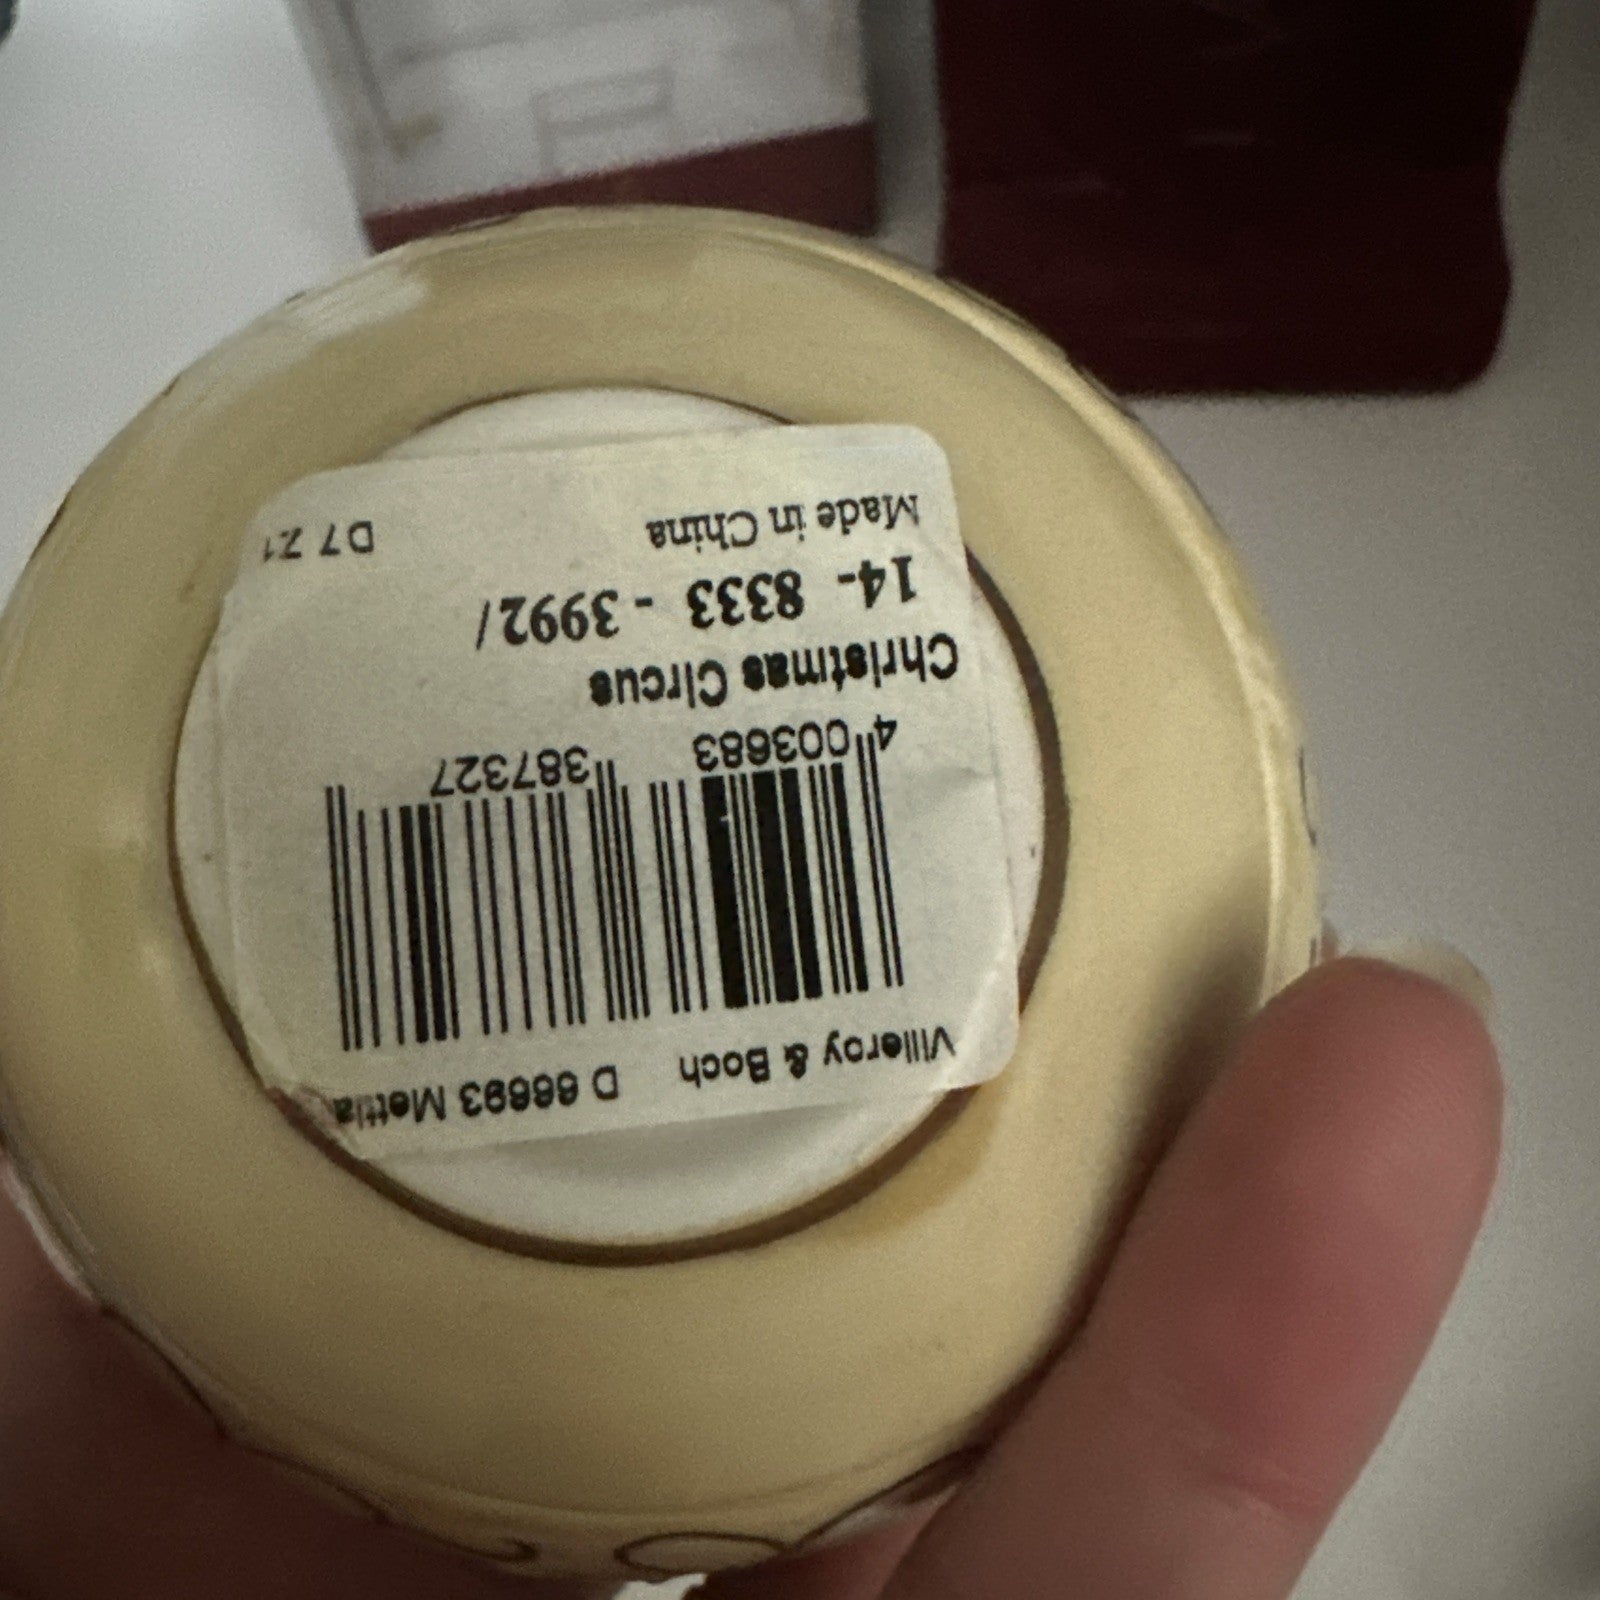 Villeroy & Boch D 66693 Mettla
4 003683 387327
Christmas Circus
14- 8333 - 3992/
Made in China D7 Z1